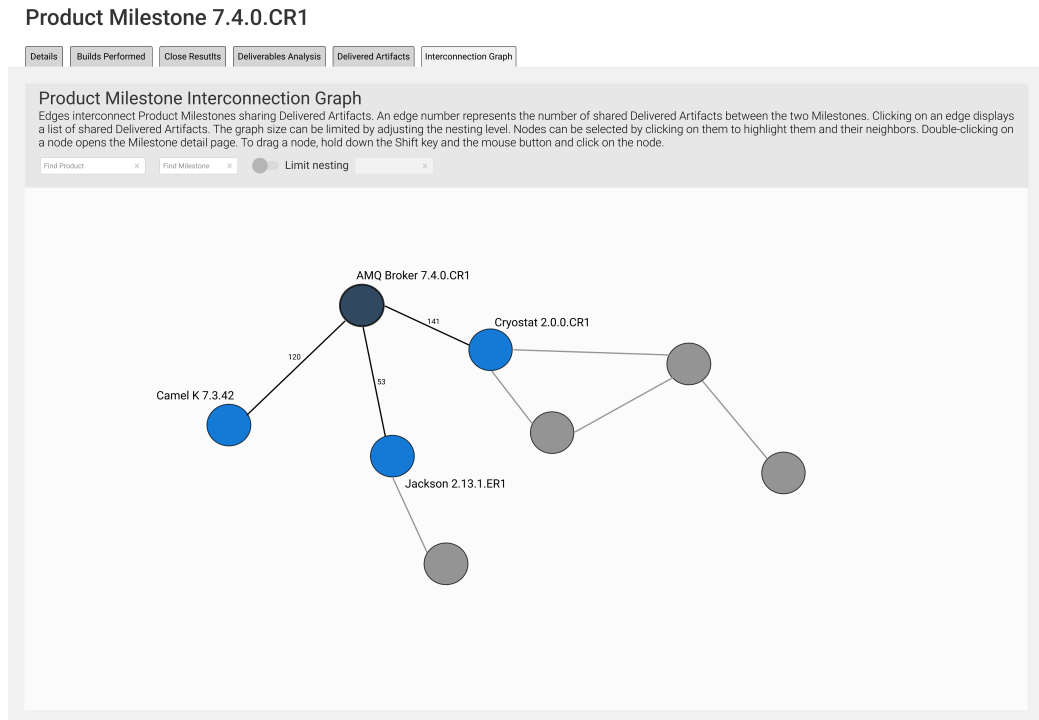 Product Milestone 7.4.0.CR1
Details
Builds Performed
Close Resutlts
Deliverables Analysis
Delivered Artifacts
Interconnection Graph
Product Milestone Interconnection Graph
Edges interconnect Product Milestones sharing Delivered Artifacts. An edge number represents the number of shared Delivered Artifacts between the two Milestones. Clicking on an edge displays
a list of shared Delivered Artifacts. The graph size can be limited by adjusting the nesting level. Nodes can be selected by clicking on them to highlight them and their neighbors. Double-clicking on
a node opens the Milestone detail page. To drag a node, hold down the Shift key and the mouse button and click on the node.
Find Product ×
Find Milestone ×
Limit nesting
×
AMQ Broker 7.4.0.CR1
141
Cryostat 2.0.0.CR1
120
53
Camel K 7.3.42
Jackson 2.13.1.ER1